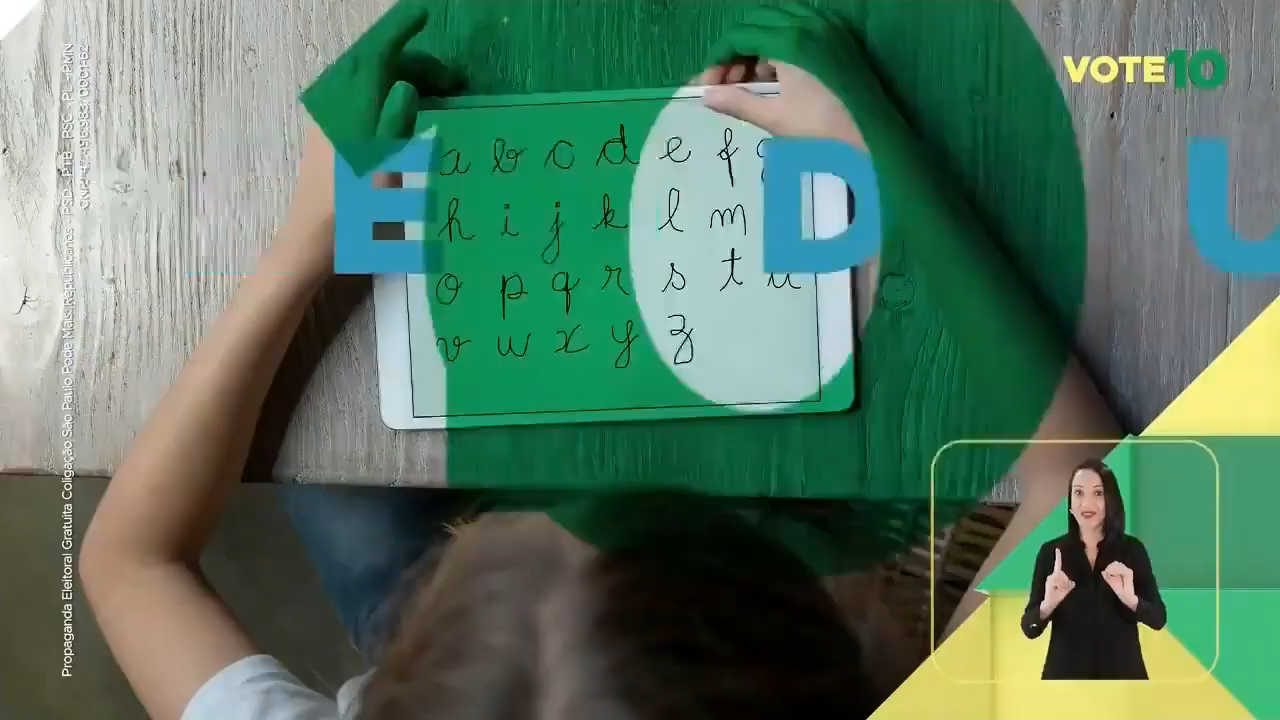 VOTE10
E D U
a b c d e f g
h i j k l m
o p q r s t u
v w x y z
Propaganda Eleitoral Gratuita Coligação São Paulo Pode Mais: Republicanos - PSD - PTB - PSC - PL - PMN